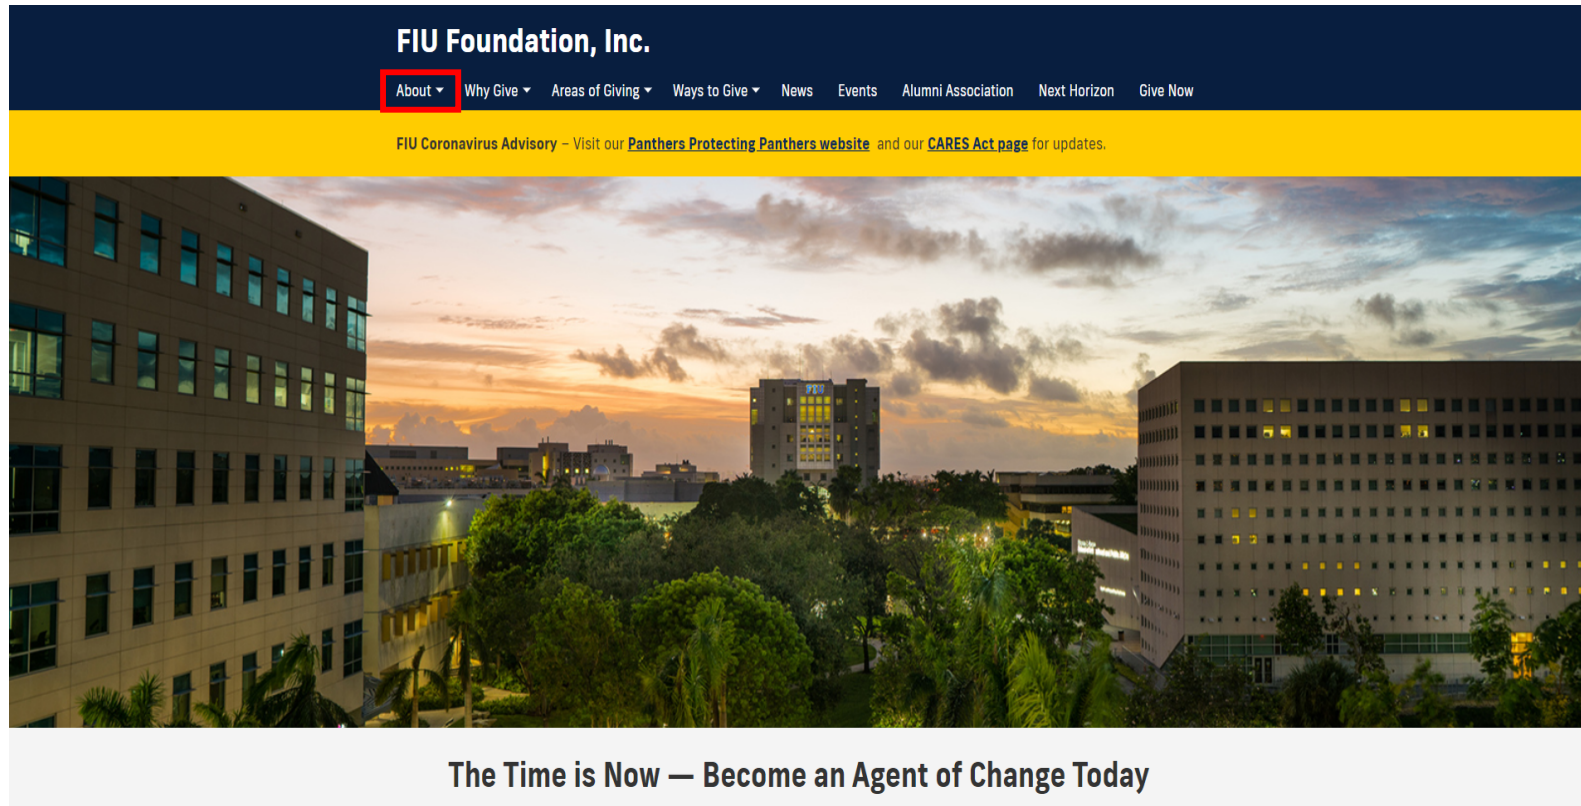 FIU Foundation, Inc.
About Why Give Areas of Giving Ways to Give News Events Alumni Association Next Horizon Give Now
FIU Coronavirus Advisory – Visit our Panthers Protecting Panthers website and our CARES Act page for updates.
FIU
The Time is Now — Become an Agent of Change Today